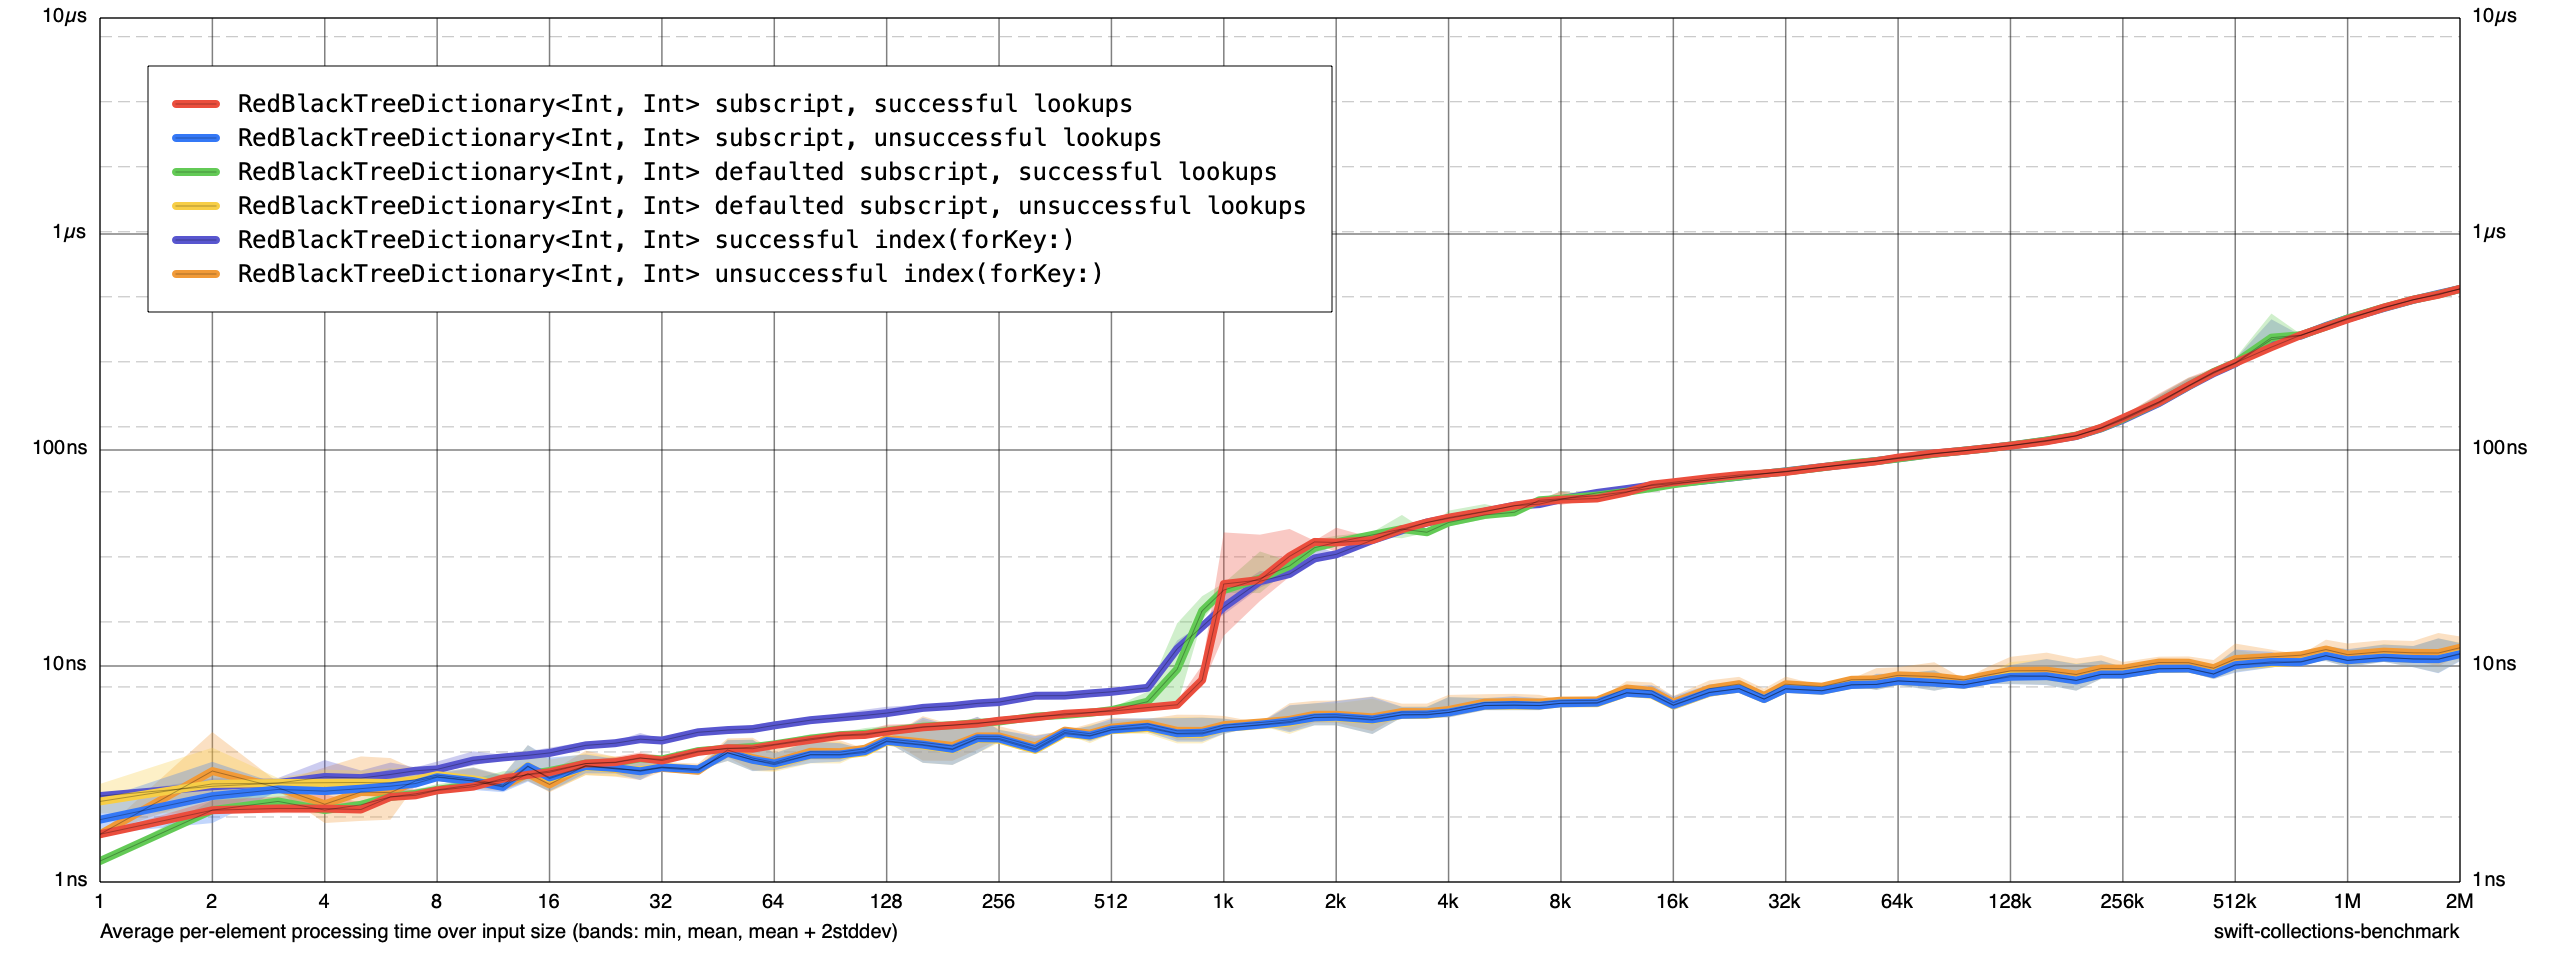 10µs 10µs
RedBlackTreeDictionary<Int, Int> subscript, successful lookups
RedBlackTreeDictionary<Int, Int> subscript, unsuccessful lookups
RedBlackTreeDictionary<Int, Int> defaulted subscript, successful lookups
RedBlackTreeDictionary<Int, Int> defaulted subscript, unsuccessful lookups
1µs 1µs
RedBlackTreeDictionary<Int, Int> successful index(forKey:)
RedBlackTreeDictionary<Int, Int> unsuccessful index(forKey:)
100ns 100ns
10ns 10ns
1ns 1ns
1 2 4 8 16 32 64 128 256 512 1k 2k 4k 8k 16k 32k 64k 128k 256k 512k 1M 2M
Average per-element processing time over input size (bands: min, mean, mean + 2stddev) swift-collections-benchmark